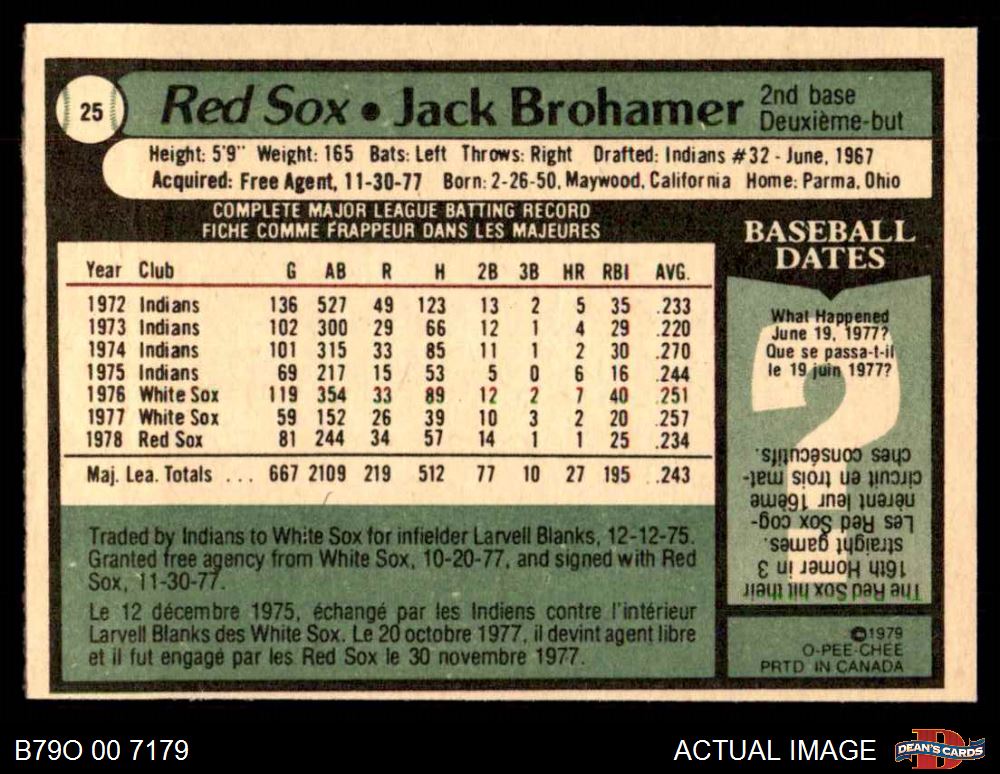 25
Red Sox • Jack Brohamer
2nd base
Deuxième-but
Height: 5'9" Weight: 165 Bats: Left Throws: Right Drafted: Indians #32 - June, 1967
Acquired: Free Agent, 11-30-77 Born: 2-26-50, Maywood, California Home: Parma, Ohio
COMPLETE MAJOR LEAGUE BATTING RECORD
FICHE COMME FRAPPEUR DANS LES MAJEURES
Year Club G AB R H 2B 3B HR RBI AVG.
1972 Indians 136 527 49 123 13 2 5 35 .233
1973 Indians 102 300 29 66 12 1 4 29 .220
1974 Indians 101 315 33 85 11 1 2 30 .270
1975 Indians 69 217 15 53 5 0 6 16 .244
1976 White Sox 119 354 33 89 12 2 7 40 .251
1977 White Sox 59 152 26 39 10 3 2 20 .257
1978 Red Sox 81 244 34 57 14 1 1 25 .234
Maj. Lea. Totals ... 667 2109 219 512 77 10 27 195 .243
Traded by Indians to White Sox for infielder Larvell Blanks, 12-12-75.
Granted free agency from White Sox, 10-20-77, and signed with Red
Sox, 11-30-77.
Le 12 décembre 1975, échangé par les Indiens contre l'intérieur
Larvell Blanks des White Sox. Le 20 octobre 1977, il devint agent libre
et il fut engagé par les Red Sox le 30 novembre 1977.
BASEBALL
DATES
What Happened
June 19, 1977?
Que se passa-t-il
le 19 juin 1977?
The Red Sox hit their
16th Homer in 3
straight games.
Les Red Sox cog-
nèrent leur 16ème
circuit en trois mat-
ches consécutifs.
©1979
O-PEE-CHEE
PRTD IN CANADA
B79O 00 7179
ACTUAL IMAGE
DEAN'S CARDS